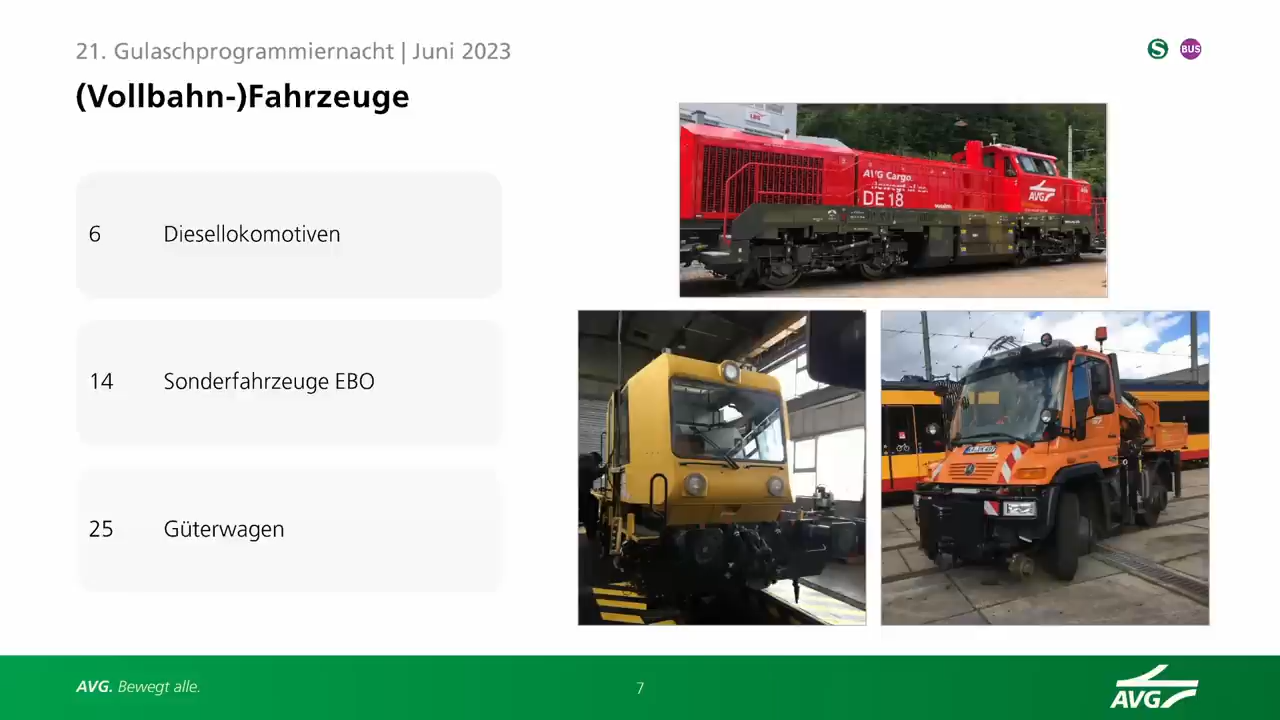 21. Gulaschprogrammiernacht | Juni 2023
S
BUS
(Vollbahn-)Fahrzeuge
AVG Cargo
DE 18
AVG
6 Diesellokomotiven
14 Sonderfahrzeuge EBO
25 Güterwagen
AVG. Bewegt alle.
7
AVG